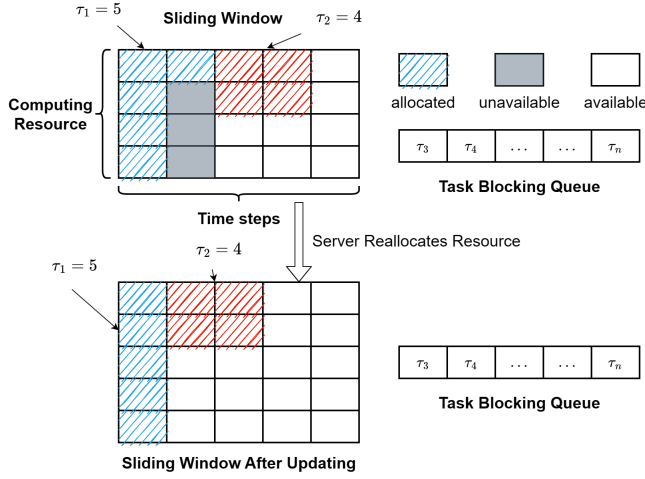 τ₁ = 5
Sliding Window
τ₂ = 4
Computing
Resource
allocated
unavailable
available
τ₃ τ₄ ... ... τₙ
Task Blocking Queue
Time steps
Server Reallocates Resource
τ₁ = 5
τ₂ = 4
τ₃ τ₄ ... ... τₙ
Task Blocking Queue
Sliding Window After Updating